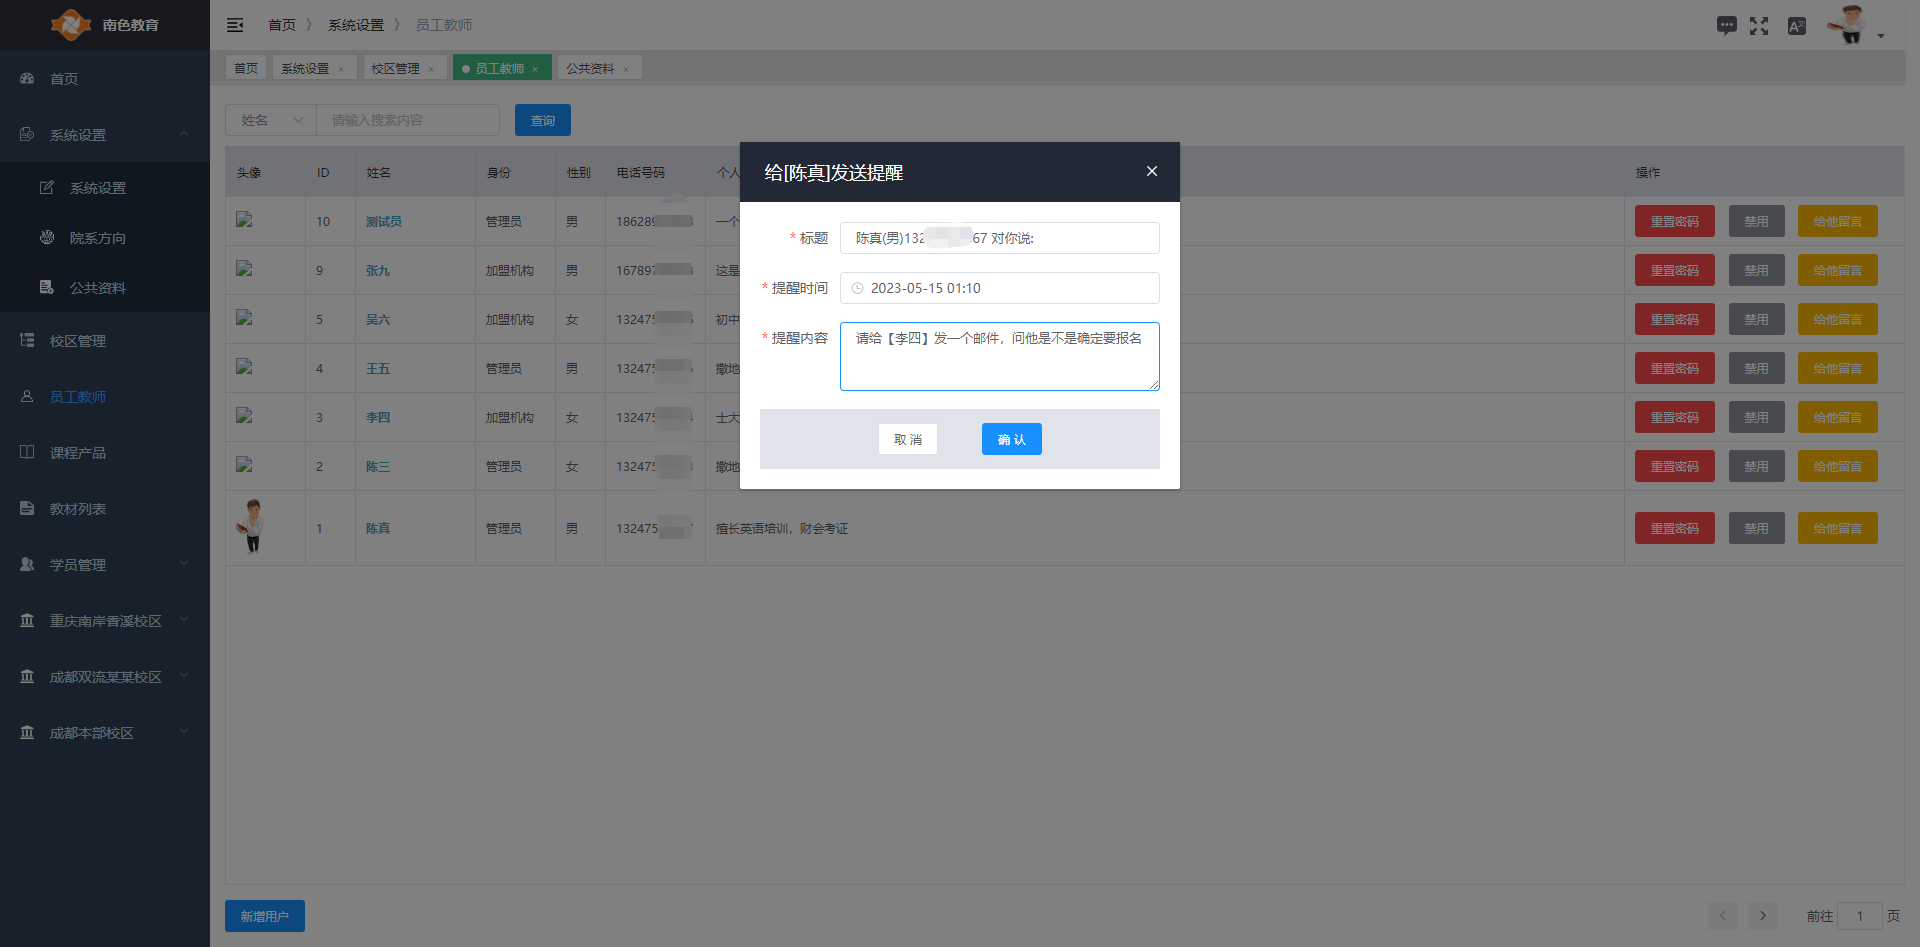 南色教育
首页 》 系统设置 》 员工教师
首页
系统设置
系统设置
院系方向
公共资料
校区管理
员工教师
课程产品
教材列表
学员管理
重庆南岸香溪校区
成都双流某某校区
成都本部校区
首页 系统设置 × 校区管理 × 员工教师 × 公共资料 ×
姓名 请输入搜索内容 查询
头像 ID 姓名 身份 性别 电话号码 个人 操作
10 测试员 管理员 男 18628 一个 重置密码 禁用 给他留言
9 张九 加盟机构 男 16789 这是 重置密码 禁用 给他留言
5 吴六 加盟机构 女 13247 初中 重置密码 禁用 给他留言
4 王五 管理员 男 13247 撒地 重置密码 禁用 给他留言
3 李四 加盟机构 女 13247 士大 重置密码 禁用 给他留言
2 陈三 管理员 女 13247 撒地 重置密码 禁用 给他留言
1 陈真 管理员 男 132475 擅长英语培训，财会考证 重置密码 禁用 给他留言
给[陈真]发送提醒 ×
* 标题 陈真(男)132 67 对你说:
* 提醒时间 2023-05-15 01:10
* 提醒内容 请给【李四】发一个邮件，问他是不是确定要报名
取 消 确 认
新增用户
前往 1 页